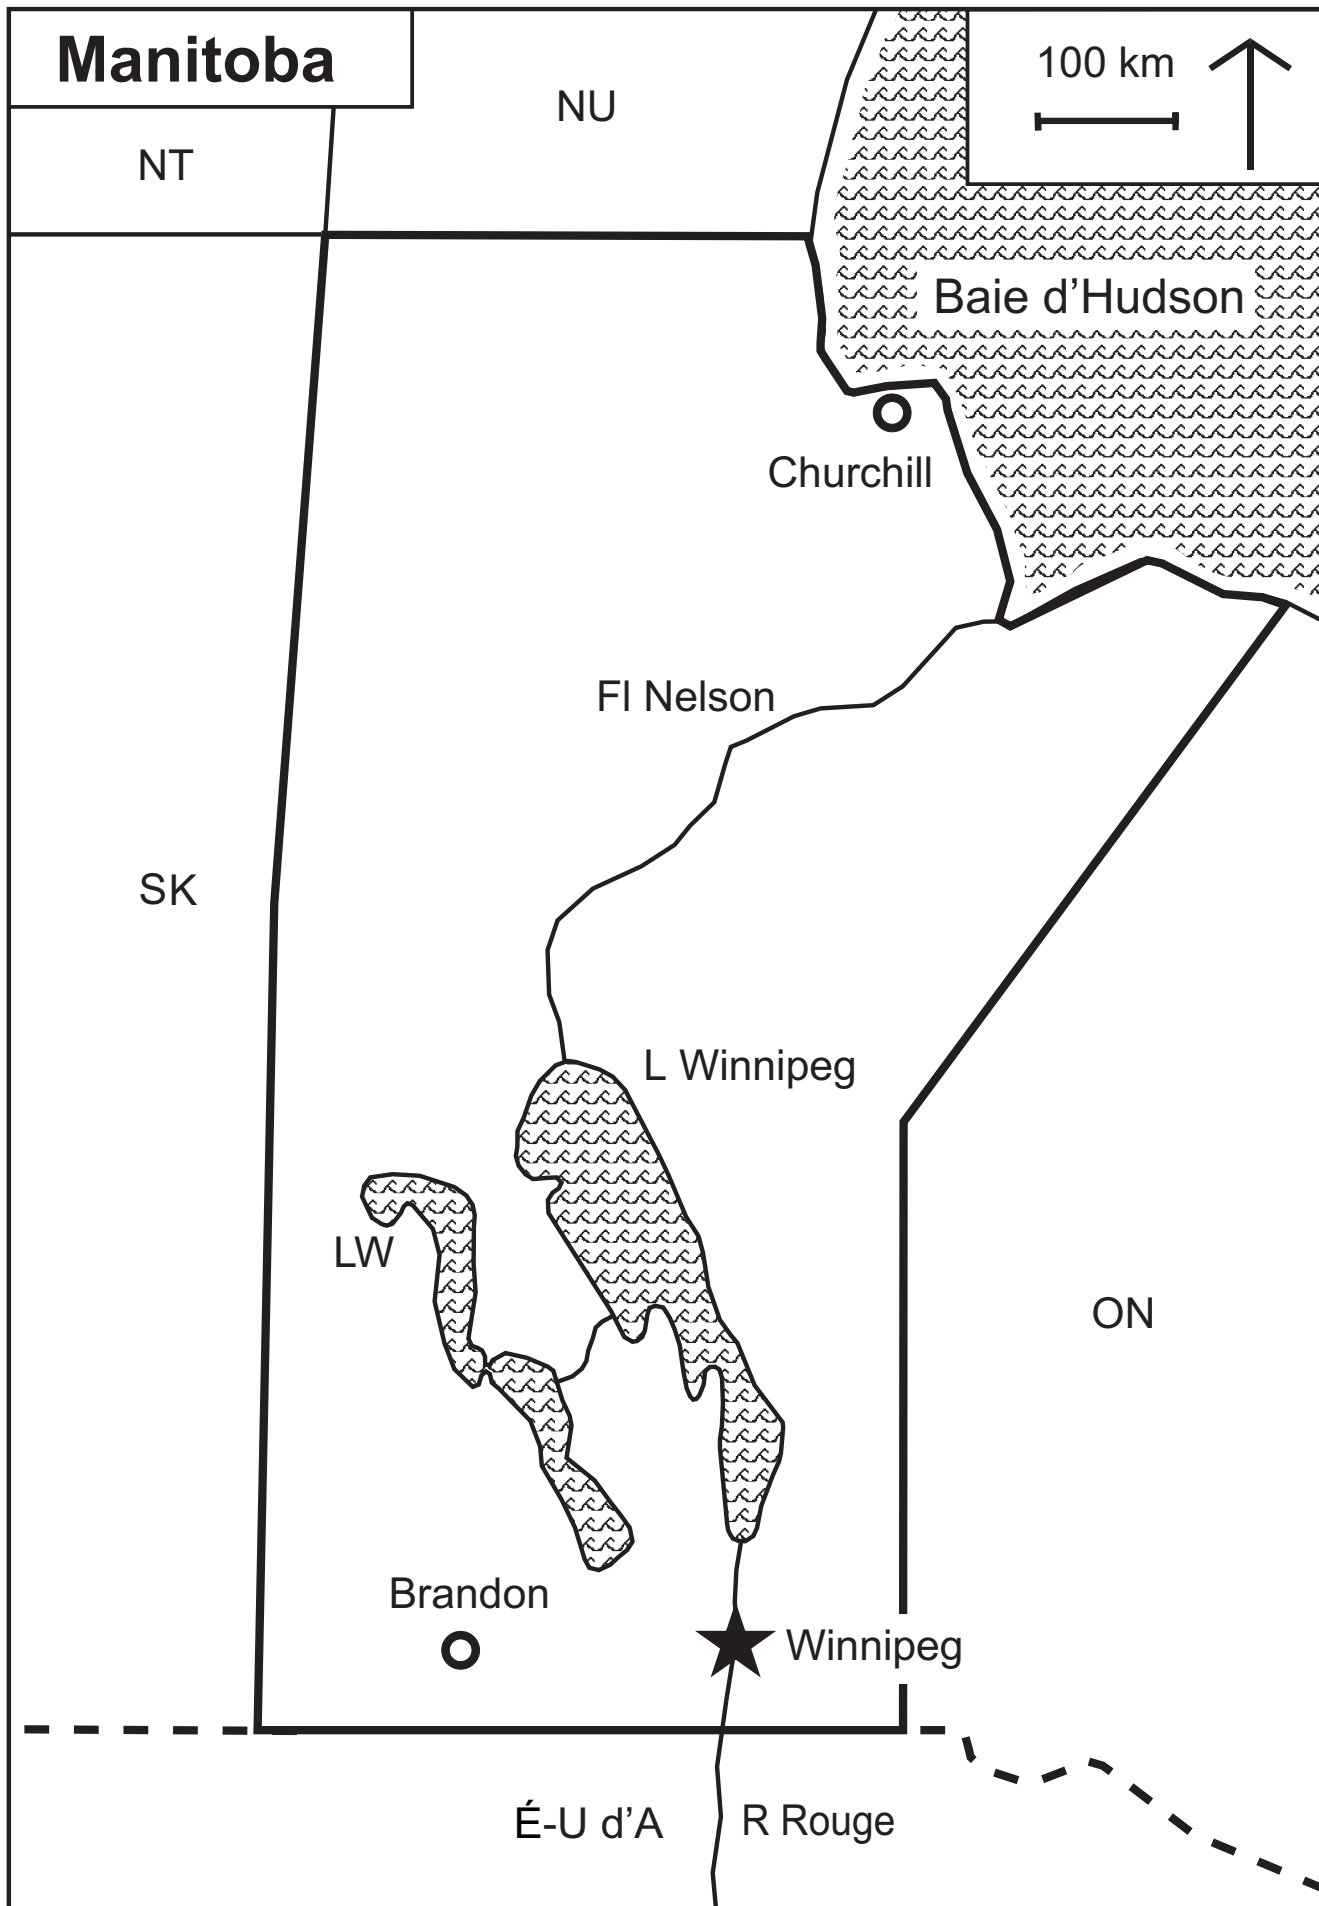 Manitoba
100 km
NU
NT
Baie d’Hudson
Churchill
Fl Nelson
SK
L Winnipeg
LW
ON
Brandon
Winnipeg
É-U d’A
R Rouge